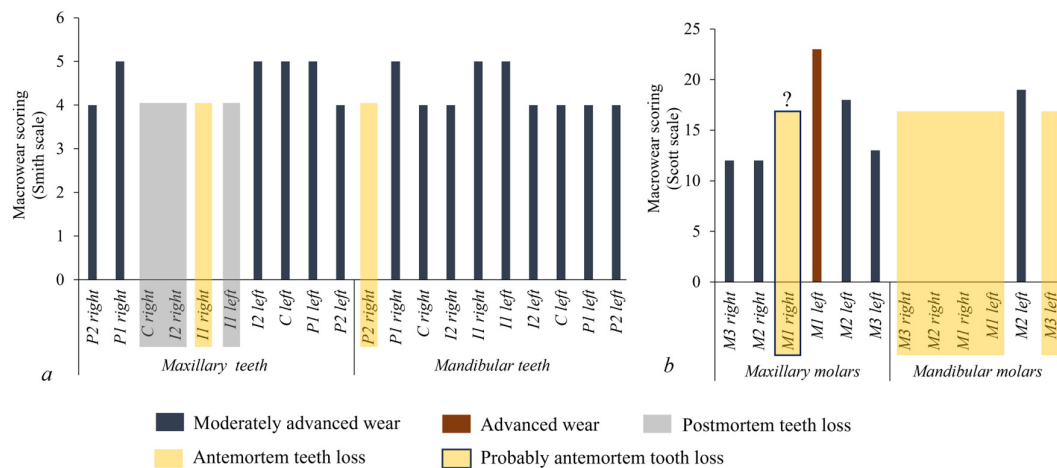 Macrowear scoring
(Smith scale)
6
5
4
3
2
1
0
P2 right
P1 right
C right
I2 right
I1 right
I1 left
I2 left
C left
P1 left
P2 left
P2 right
P1 right
C right
I2 right
I1 right
I1 left
I2 left
C left
P1 left
P2 left
Maxillary teeth
Mandibular teeth
a
Macrowear scoring
(Scott scale)
25
20
15
10
5
0
?
M3 right
M2 right
M1 right
M1 left
M2 left
M3 left
M3 right
M2 right
M1 right
M1 left
M2 left
M3 left
Maxillary molars
Mandibular molars
b
Moderately advanced wear
Advanced wear
Postmortem teeth loss
Antemortem teeth loss
Probably antemortem tooth loss